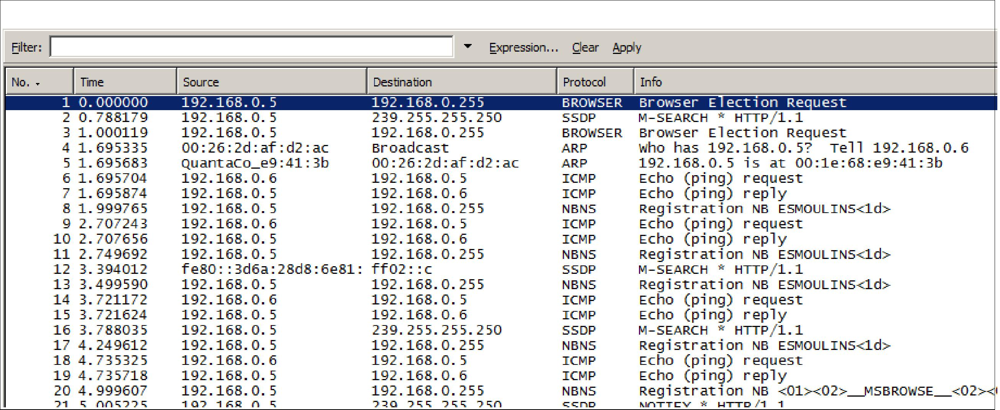 Filter: Expression... Clear Apply
No. Time Source Destination Protocol Info
1 0.000000 192.168.0.5 192.168.0.255 BROWSER Browser Election Request
2 0.788179 192.168.0.5 239.255.255.250 SSDP M-SEARCH * HTTP/1.1
3 1.000119 192.168.0.5 192.168.0.255 BROWSER Browser Election Request
4 1.695335 00:26:2d:af:d2:ac Broadcast ARP Who has 192.168.0.5? Tell 192.168.0.6
5 1.695683 QuantaCo_e9:41:3b 00:26:2d:af:d2:ac ARP 192.168.0.5 is at 00:1e:68:e9:41:3b
6 1.695704 192.168.0.6 192.168.0.5 ICMP Echo (ping) request
7 1.695874 192.168.0.5 192.168.0.6 ICMP Echo (ping) reply
8 1.999765 192.168.0.5 192.168.0.255 NBNS Registration NB ESMOULINS<1d>
9 2.707243 192.168.0.6 192.168.0.5 ICMP Echo (ping) request
10 2.707656 192.168.0.5 192.168.0.6 ICMP Echo (ping) reply
11 2.749692 192.168.0.5 192.168.0.255 NBNS Registration NB ESMOULINS<1d>
12 3.394012 fe80::3d6a:28d8:6e81: ff02::c SSDP M-SEARCH * HTTP/1.1
13 3.499590 192.168.0.5 192.168.0.255 NBNS Registration NB ESMOULINS<1d>
14 3.721172 192.168.0.6 192.168.0.5 ICMP Echo (ping) request
15 3.721624 192.168.0.5 192.168.0.6 ICMP Echo (ping) reply
16 3.788035 192.168.0.5 239.255.255.250 SSDP M-SEARCH * HTTP/1.1
17 4.249612 192.168.0.5 192.168.0.255 NBNS Registration NB ESMOULINS<1d>
18 4.735325 192.168.0.6 192.168.0.5 ICMP Echo (ping) request
19 4.735718 192.168.0.5 192.168.0.6 ICMP Echo (ping) reply
20 4.999607 192.168.0.5 192.168.0.255 NBNS Registration NB <01><02>__MSBROWSE__<02><
21 5.005225 192.168.0.5 239.255.255.250 SSDP NOTIFY * HTTP/1.1